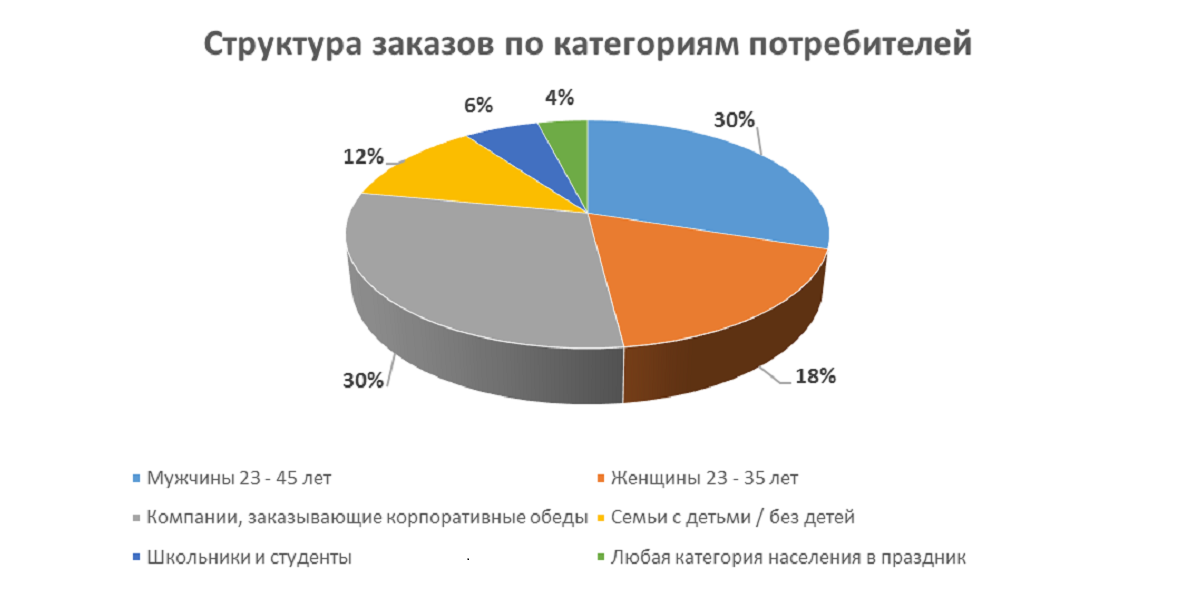 Структура заказов по категориям потребителей
6%
4%
30%
12%
30%
18%
Мужчины 23 - 45 лет
Женщины 23 - 35 лет
Компании, заказывающие корпоративные обеды
Семьи с детьми / без детей
Школьники и студенты
Любая категория населения в праздник